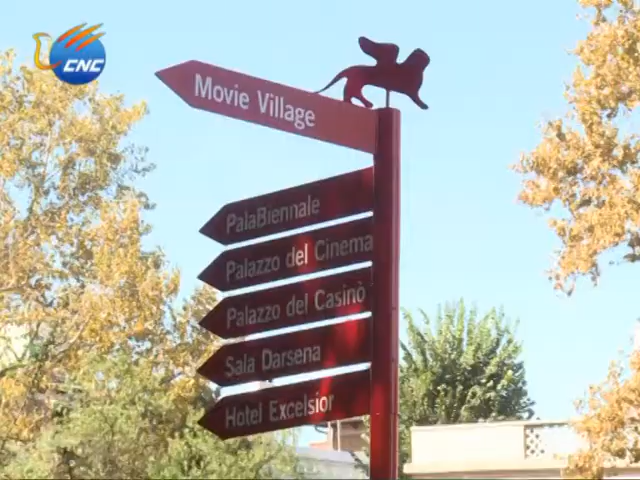 CNC
Movie Village
PalaBiennale
Palazzo del Cinema
Palazzo del Casinò
Sala Darsena
Hotel Excelsior